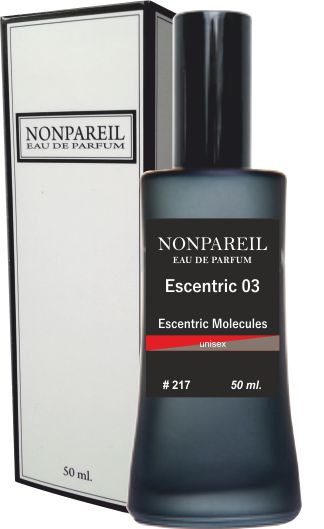 NONPAREIL
EAU DE PARFUM
50 ml.
NONPAREIL
EAU DE PARFUM
Escentric 03
Escentric Molecules
unisex
# 217 50 ml.